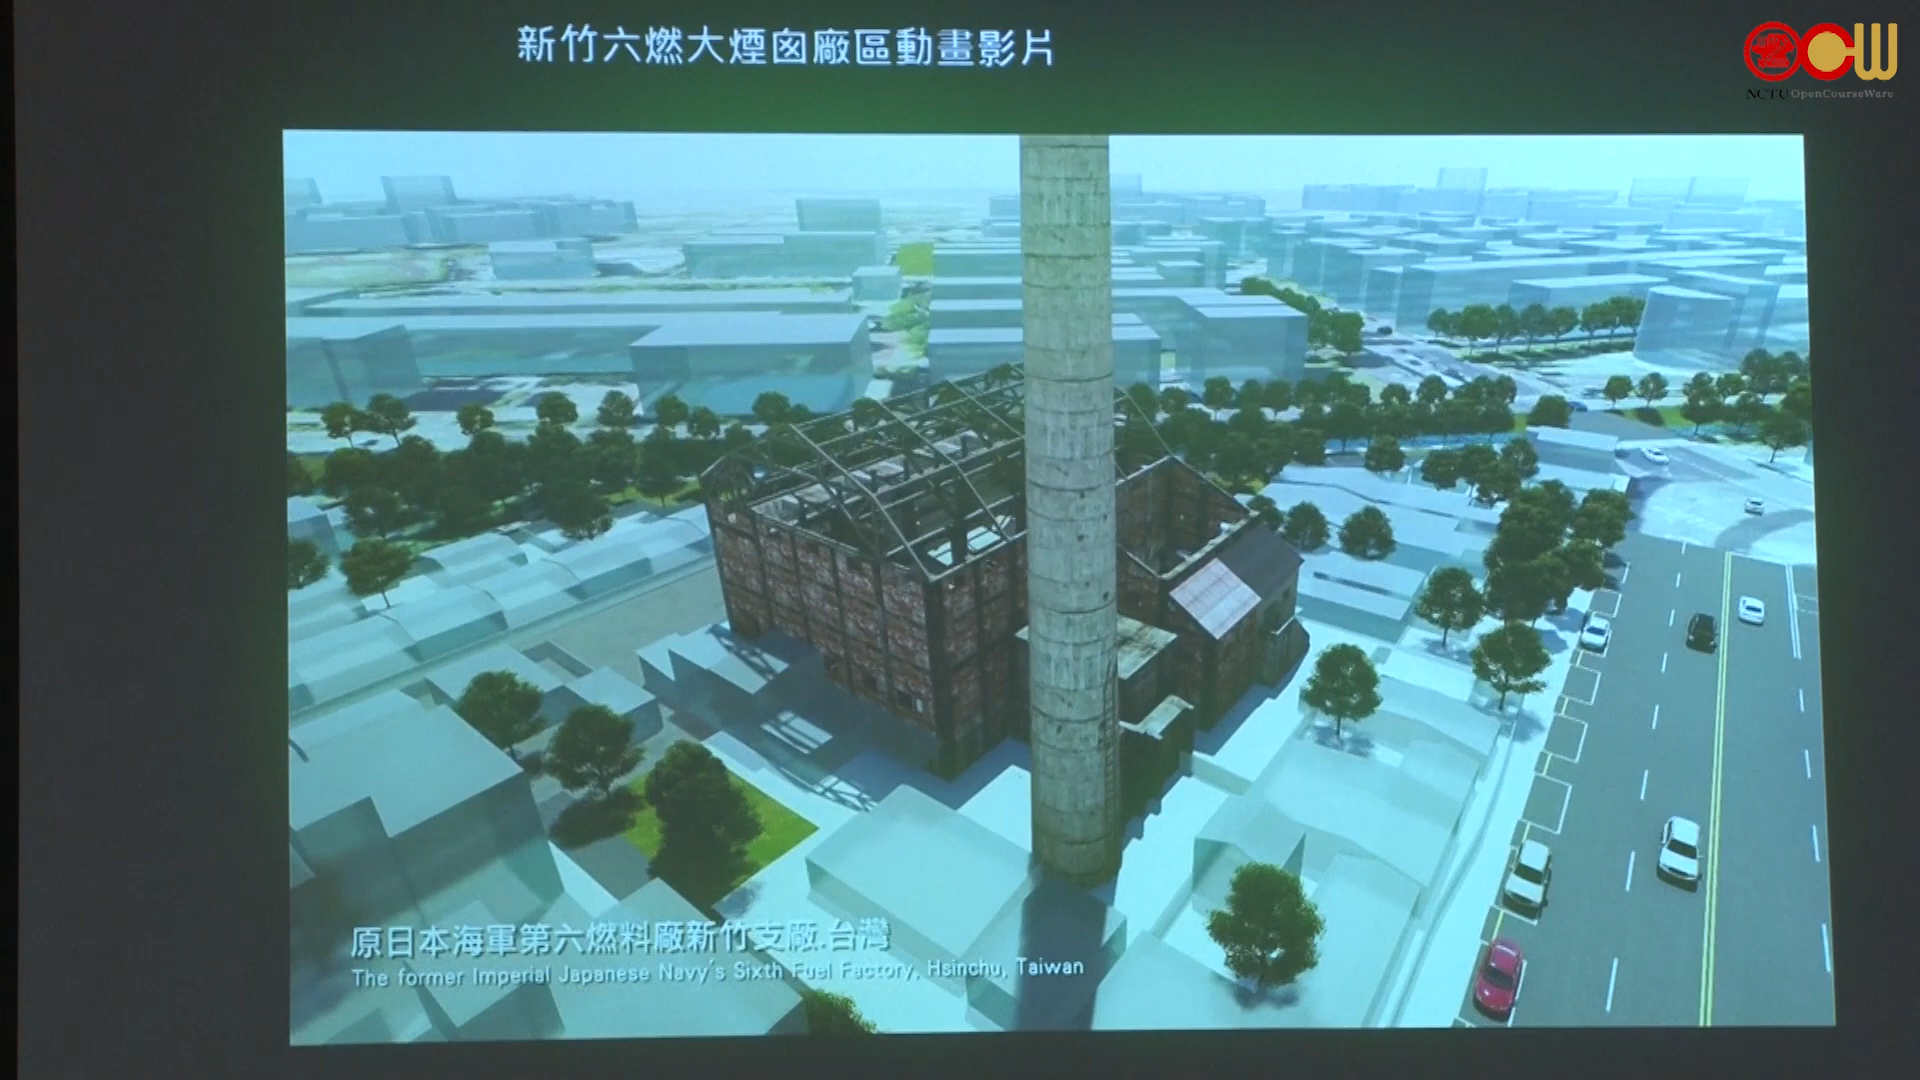 新竹六燃大煙囪廠區動畫影片
OCW
NCTU OpenCourseWare
原日本海軍第六燃料廠新竹支廠.台灣
The former Imperial Japanese Navy's Sixth Fuel Factory, Hsinchu, Taiwan